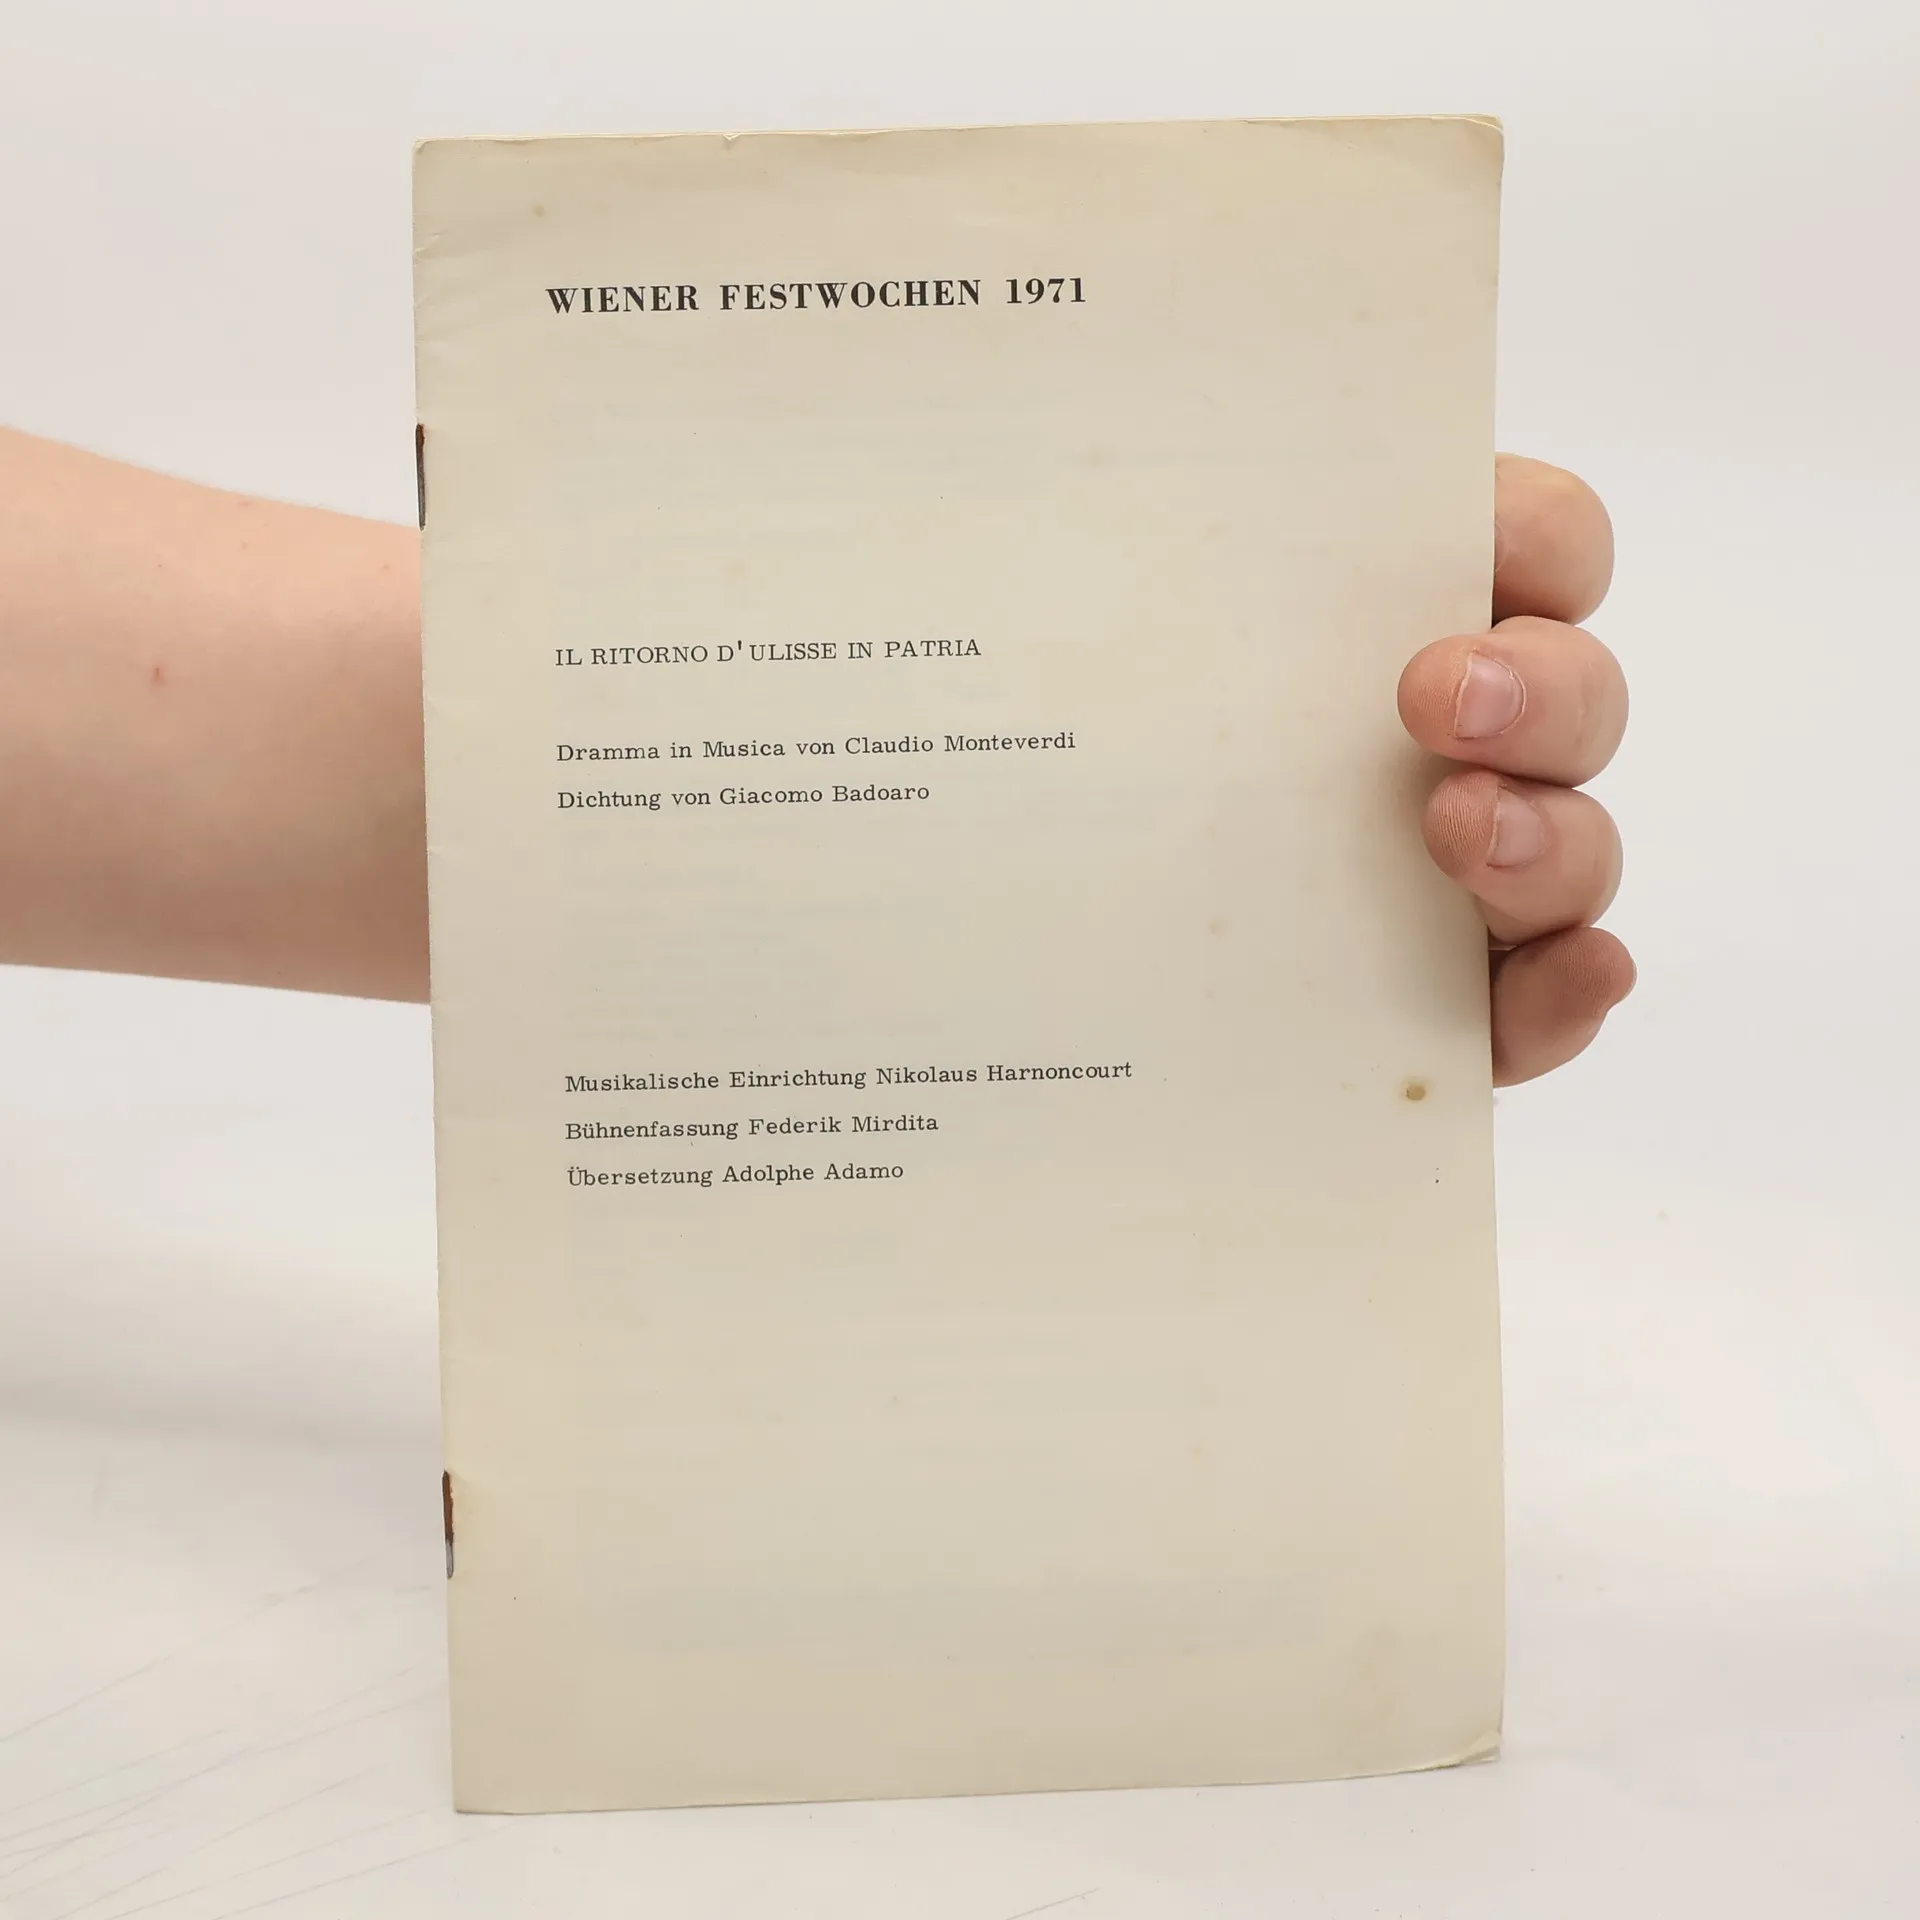 WIENER FESTWOCHEN 1971
IL RITORNO D'ULISSE IN PATRIA
Dramma in Musica von Claudio Monteverdi
Dichtung von Giacomo Badoaro
Musikalische Einrichtung Nikolaus Harnoncourt
Bühnenfassung Federik Mirdita
Übersetzung Adolphe Adamo